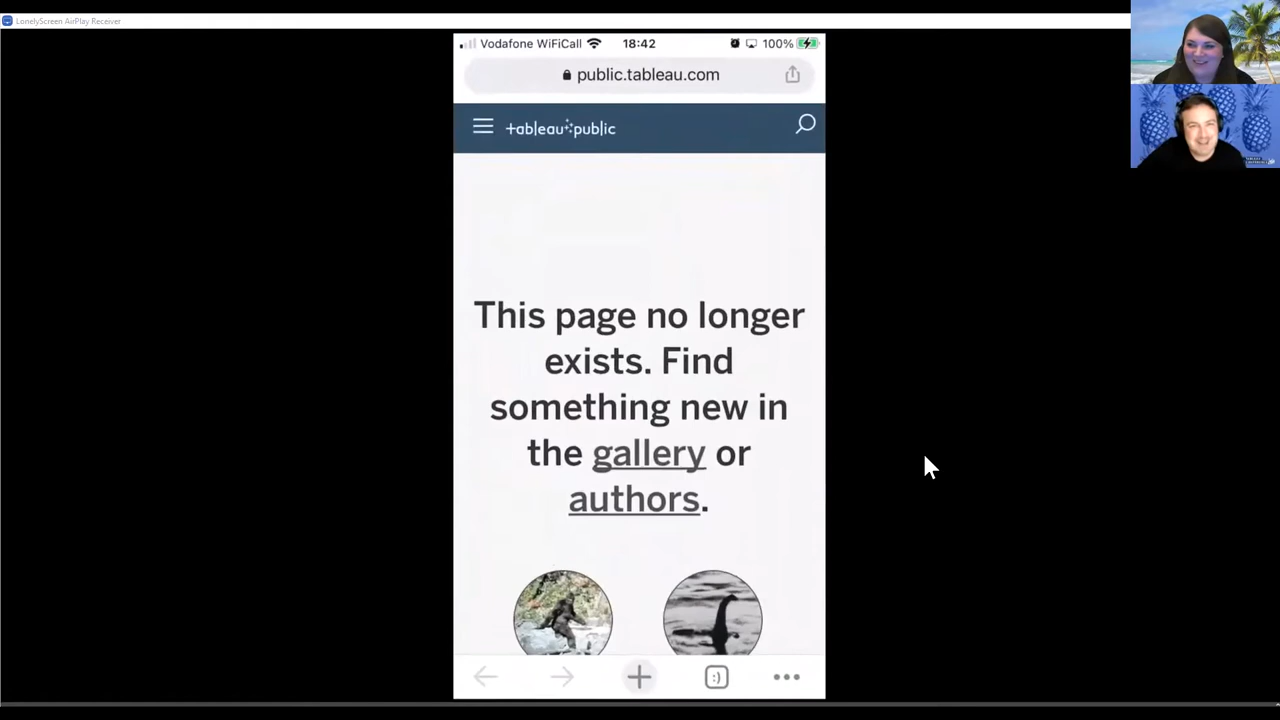 LonelyScreen AirPlay Receiver
Vodafone WiFiCall 18:42 100%
public.tableau.com
+ableau public
This page no longer
exists. Find
something new in
the gallery or
authors.
:)